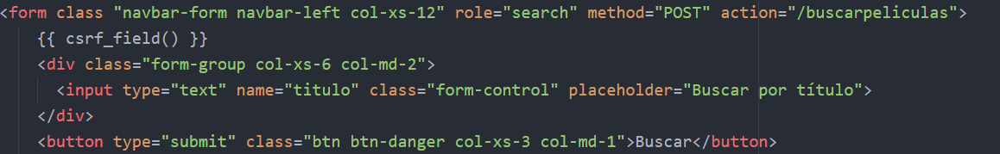 <form class "navbar-form navbar-left col-xs-12" role="search" method="POST" action="/buscarpeliculas">
{{ csrf_field() }}
<div class="form-group col-xs-6 col-md-2">
<input type="text" name="titulo" class="form-control" placeholder="Buscar por título">
</div>
<button type="submit" class="btn btn-danger col-xs-3 col-md-1">Buscar</button>